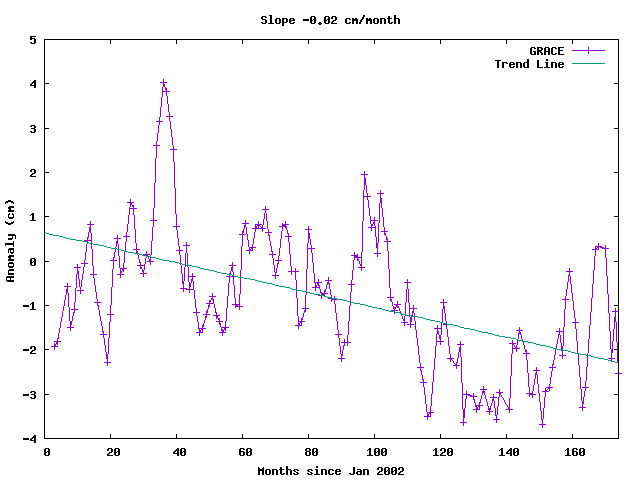 Slope -0.02 cm/month
5
4
3
2
1
0
-1
-2
-3
-4
Anomaly (cm)
GRACE
Trend Line
0 20 40 60 80 100 120 140 160
Months since Jan 2002